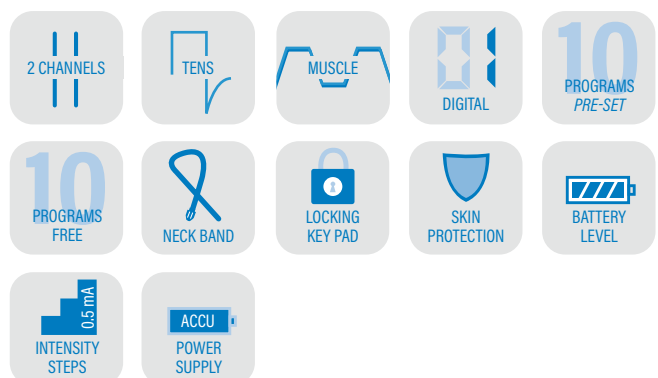 2 CHANNELS
TENS
MUSCLE
01
DIGITAL
10
PROGRAMS
PRE-SET
10
PROGRAMS
FREE
NECK BAND
LOCKING
KEY PAD
SKIN
PROTECTION
BATTERY
LEVEL
0.5 mA
INTENSITY
STEPS
ACCU
POWER
SUPPLY